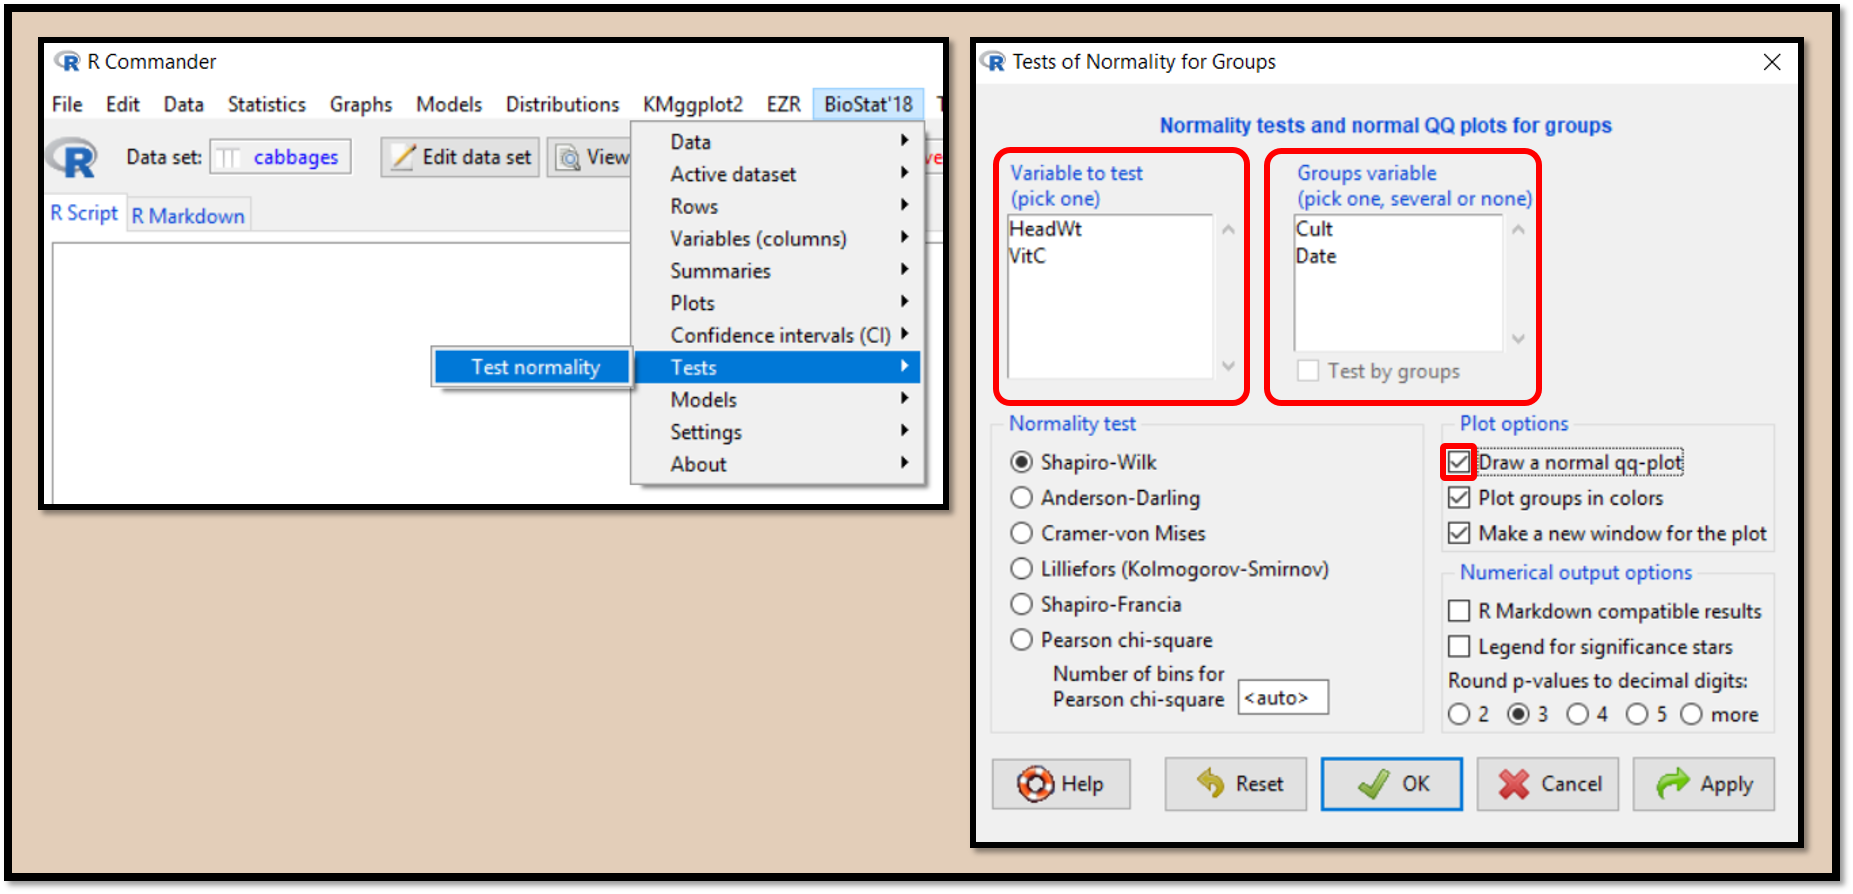 R Commander
File Edit Data Statistics Graphs Models Distributions KMggplot2 EZR BioStat'18
Data set: cabbages Edit data set View
R Script R Markdown
Data
Active dataset
Rows
Variables (columns)
Summaries
Plots
Confidence intervals (CI)
Test normality Tests
Models
Settings
About
Tests of Normality for Groups
Normality tests and normal QQ plots for groups
Variable to test
(pick one)
HeadWt
VitC
Groups variable
(pick one, several or none)
Cult
Date
Test by groups
Normality test
Shapiro-Wilk
Anderson-Darling
Cramer-von Mises
Lilliefors (Kolmogorov-Smirnov)
Shapiro-Francia
Pearson chi-square
Number of bins for
Pearson chi-square <auto>
Plot options
Draw a normal qq-plot
Plot groups in colors
Make a new window for the plot
Numerical output options
R Markdown compatible results
Legend for significance stars
Round p-values to decimal digits:
2 3 4 5 more
Help Reset OK Cancel Apply